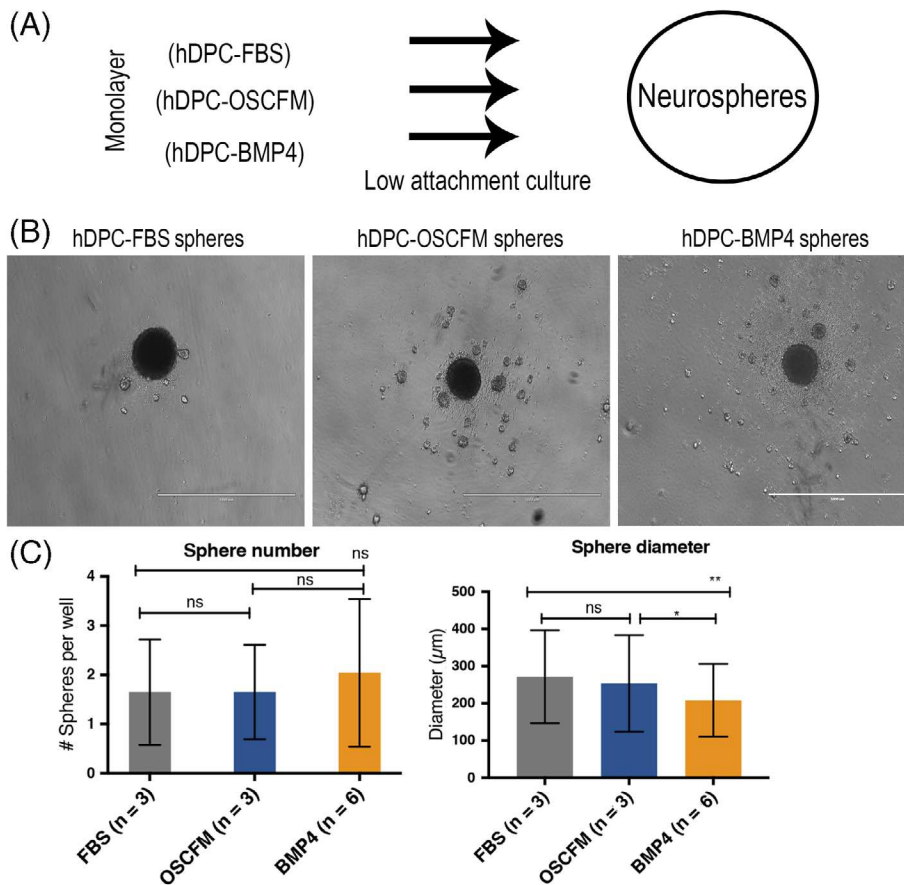 (A)
Monolayer
(hDPC-FBS)
(hDPC-OSCFM)
(hDPC-BMP4)
Low attachment culture
Neurospheres
(B)
hDPC-FBS spheres
hDPC-OSCFM spheres
hDPC-BMP4 spheres
(C)
Sphere number
# Spheres per well
4
3
2
1
0
ns
ns
ns
FBS (n = 3)
OSCFM (n = 3)
BMP4 (n = 6)
Sphere diameter
Diameter (µm)
500
400
300
200
100
0
**
ns
*
FBS (n = 3)
OSCFM (n = 3)
BMP4 (n = 6)